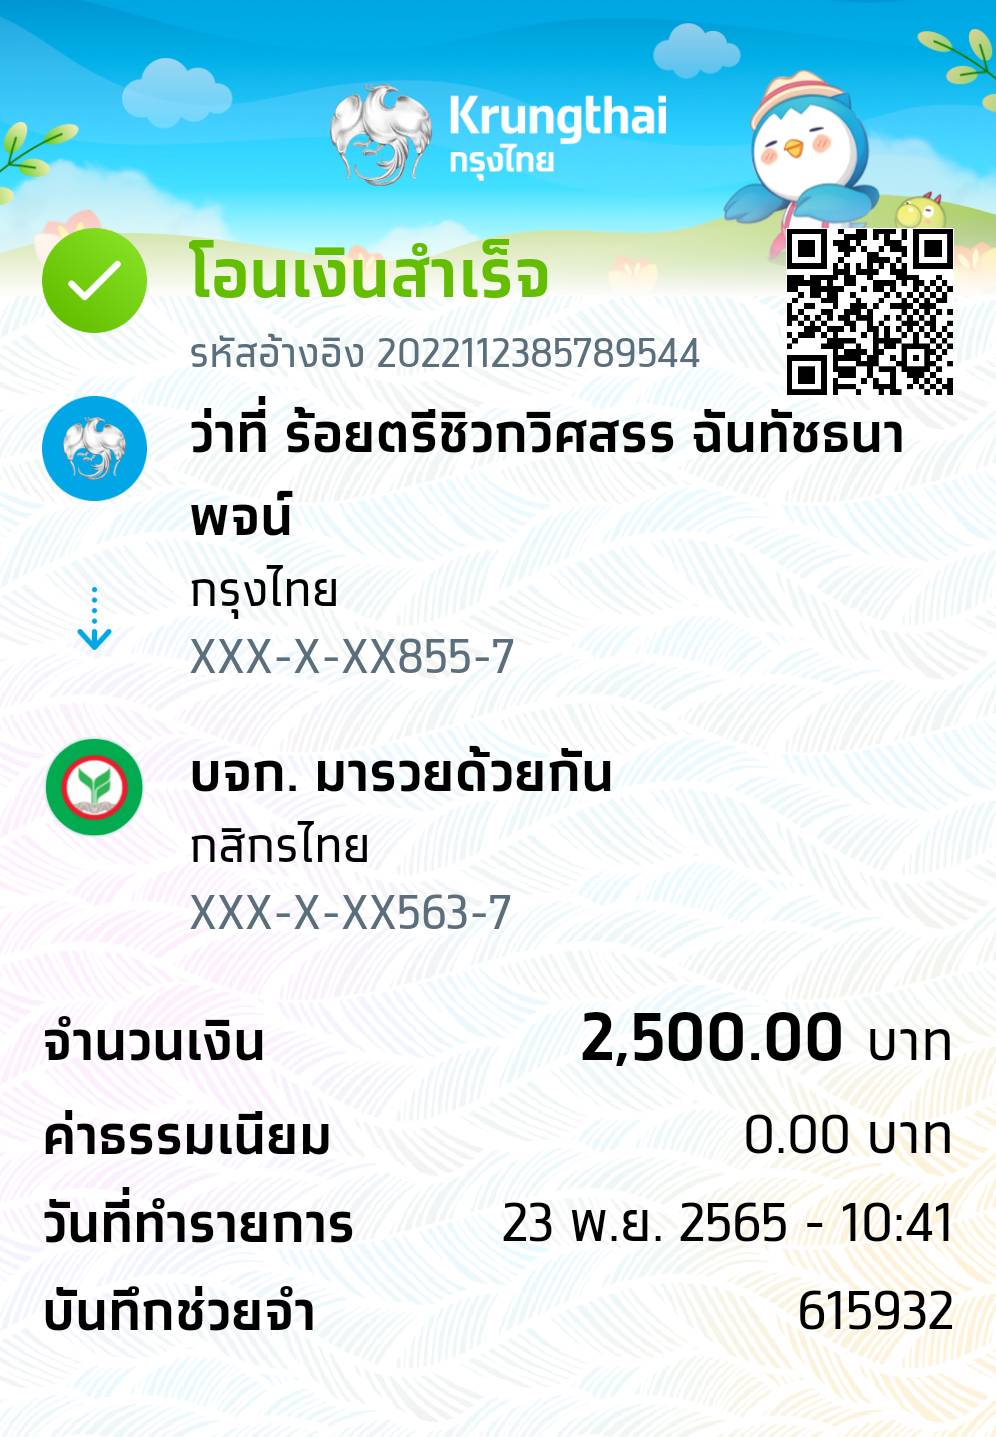 Krungthai
กรุงไทย
โอนเงินสำเร็จ
รหัสอ้างอิง 2022112385789544
ว่าที่ ร้อยตรีชิวกวิศสรร ฉันทัชธนา
พจน์
กรุงไทย
XXX-X-XX855-7
บจก. มารวยด้วยกัน
กสิกรไทย
XXX-X-XX563-7
จำนวนเงิน 2,500.00 บาท
ค่าธรรมเนียม 0.00 บาท
วันที่ทำรายการ 23 พ.ย. 2565 - 10:41
บันทึกช่วยจำ 615932